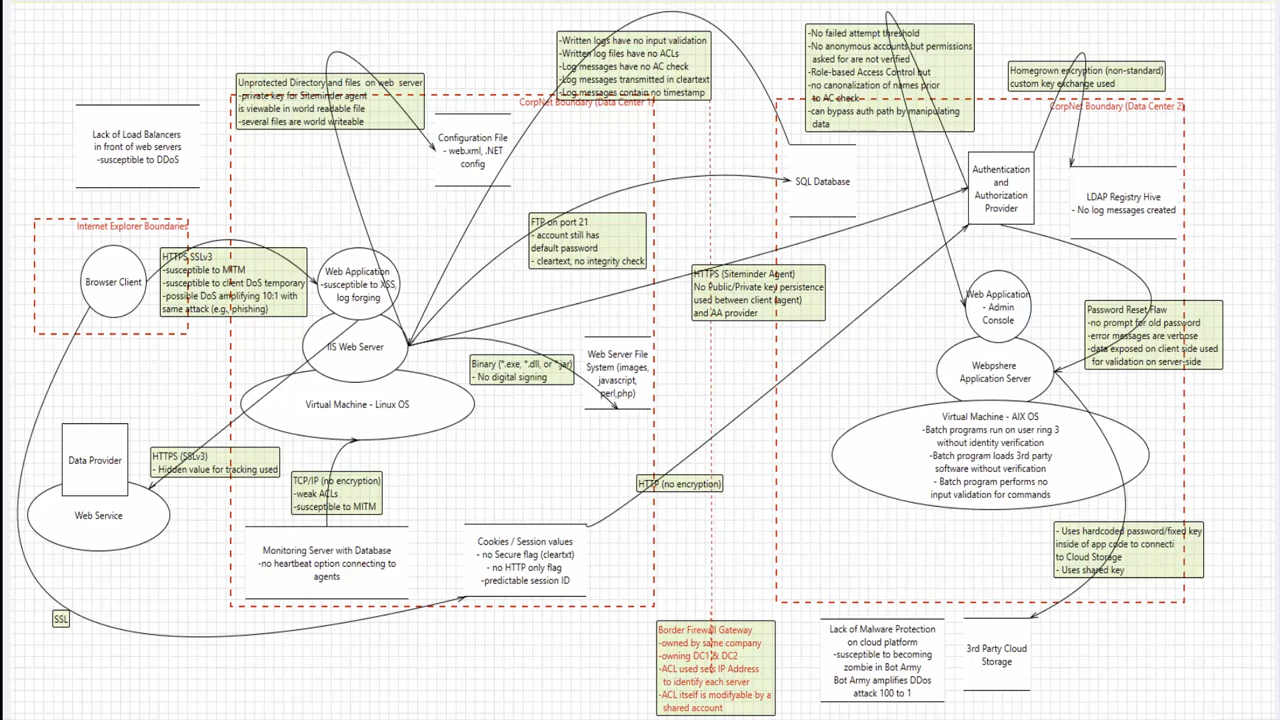 -Written logs have no input validation
-Written log files have no ACLs
-Log messages have no AC check
-Log messages transmitted in cleartext
-Log messages contain no timestamp
-No failed attempt threshold
-No anonymous accounts but permissions
asked for are not verified
-Role-based Access Control but
-no canonalization of names prior
to AC check
-can bypass auth path by manipulating
data
Homegrown encryption (non-standard)
custom key exchange used
Unprotected Directory and files on web server
-private key for Siteminder agent
is viewable in world readable file
-several files are world writeable
CorpNet Boundary (Data Center 1)
CorpNet Boundary (Data Center 2)
Lack of Load Balancers
in front of web servers
-susceptible to DDoS
Configuration File
- web.xml, .NET
config
SQL Database
Authentication
and
Authorization
Provider
LDAP Registry Hive
- No log messages created
Internet Explorer Boundaries
Browser Client
HTTPS SSLv3
-susceptible to MITM
-susceptible to client DoS temporary
-possible DoS amplifying 10:1 with
same attack (e.g., phishing)
Web Application
-susceptible to XSS,
log forging
FTP on port 21
- account still has
default password
- cleartext, no integrity check
HTTPS (Siteminder Agent)
No Public/Private key persistence
used between client (agent)
and AA provider
Web Application
- Admin
Console
Password Reset Flaw
-no prompt for old password
-error messages are verbose
-data exposed on client side used
for validation on server-side
IIS Web Server
Binary (*.exe, *.dll, or *.jar)
- No digital signing
Web Server File
System (images,
javascript,
perl,php)
Webpshere
Application Server
Virtual Machine - Linux OS
Virtual Machine - AIX OS
-Batch programs run on user ring 3
without identity verification
-Batch program loads 3rd party
software without verification
- Batch program performs no
input validation for commands
Data Provider
HTTPS (SSLv3)
- Hidden value for tracking used
TCP/IP (no encryption)
-weak ACLs
-susceptible to MITM
HTTP (no encryption)
Web Service
Monitoring Server with Database
-no heartbeat option connecting to
agents
Cookies / Session values
- no Secure flag (cleartxt)
- no HTTP only flag
-predictable session ID
- Uses hardcoded password/fixed key
inside of app code to connecti
to Cloud Storage
- Uses shared key
SSL
Border Firewall Gateway
-owned by same company
-owning DC1 & DC2
-ACL used sets IP Address
to identify each server
-ACL itself is modifyable by a
shared account
Lack of Malware Protection
on cloud platform
-susceptible to becoming
zombie in Bot Army
Bot Army amplifies DDos
attack 100 to 1
3rd Party Cloud
Storage